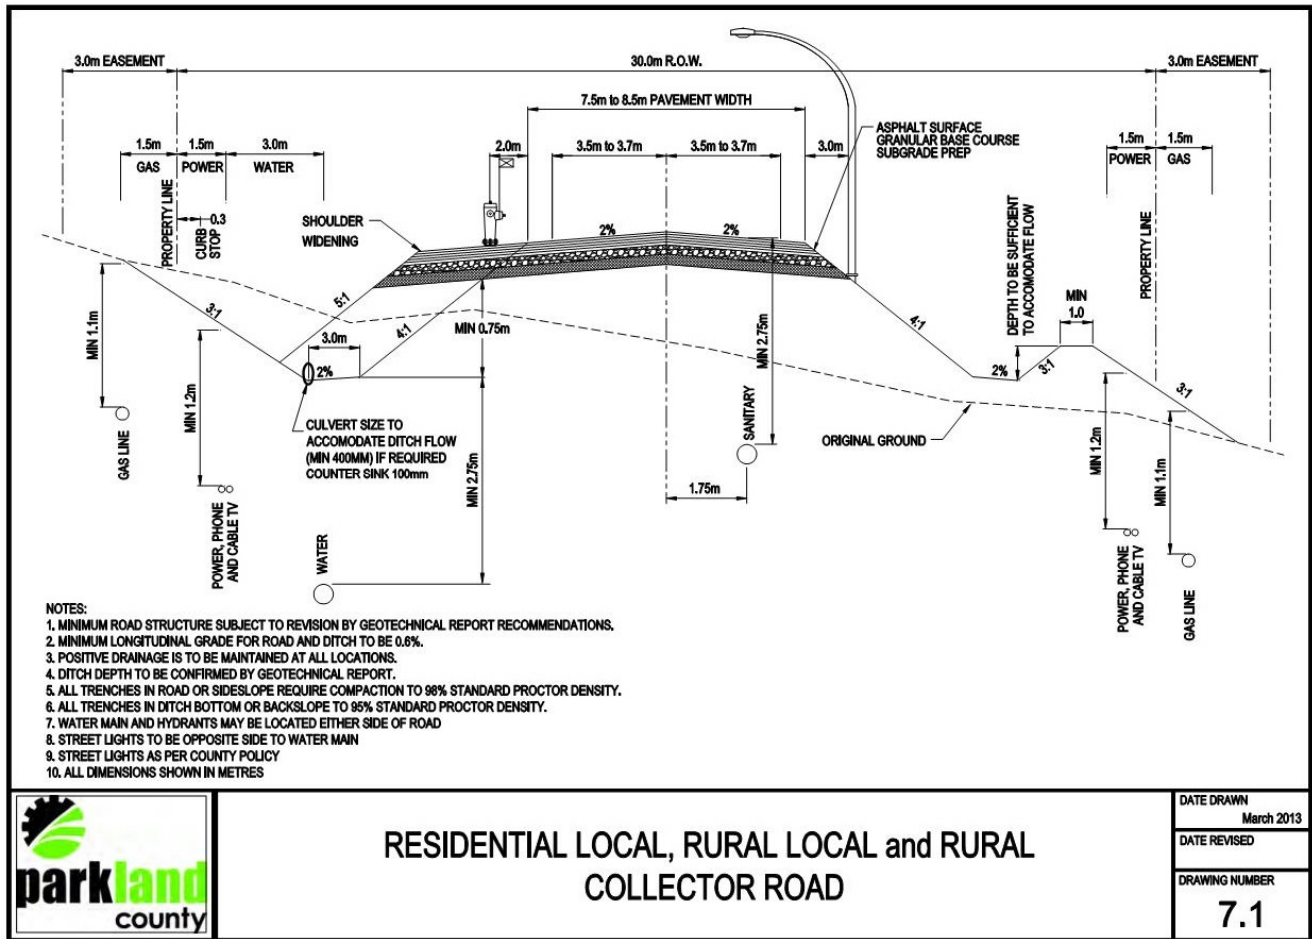 3.0m EASEMENT
30.0m R.O.W.
3.0m EASEMENT
7.5m to 8.5m PAVEMENT WIDTH
1.5m
1.5m
3.0m
GAS
POWER
WATER
2.0m
3.5m to 3.7m
3.5m to 3.7m
3.0m
ASPHALT SURFACE
GRANULAR BASE COURSE
SUBGRADE PREP
1.5m
1.5m
POWER
GAS
PROPERTY LINE
0.3
CURB
STOP
SHOULDER
WIDENING
2%
2%
DEPTH TO BE SUFFICIENT
TO ACCOMODATE FLOW
PROPERTY LINE
MIN
1.0
MIN 1.1m
3:1
5:1
4:1
3.0m
2%
MIN 0.75m
MIN 2.75m
4:1
2%
3:1
3:1
MIN 1.2m
CULVERT SIZE TO
ACCOMODATE DITCH FLOW
(MIN 400MM) IF REQUIRED
COUNTER SINK 100mm
MIN 2.75m
SANITARY
1.75m
ORIGINAL GROUND
MIN 1.2m
MIN 1.1m
GAS LINE
POWER, PHONE
AND CABLE TV
WATER
POWER, PHONE
AND CABLE TV
GAS LINE
NOTES:
1. MINIMUM ROAD STRUCTURE SUBJECT TO REVISION BY GEOTECHNICAL REPORT RECOMMENDATIONS.
2. MINIMUM LONGITUDINAL GRADE FOR ROAD AND DITCH TO BE 0.6%.
3. POSITIVE DRAINAGE IS TO BE MAINTAINED AT ALL LOCATIONS.
4. DITCH DEPTH TO BE CONFIRMED BY GEOTECHNICAL REPORT.
5. ALL TRENCHES IN ROAD OR SIDESLOPE REQUIRE COMPACTION TO 98% STANDARD PROCTOR DENSITY.
6. ALL TRENCHES IN DITCH BOTTOM OR BACKSLOPE TO 95% STANDARD PROCTOR DENSITY.
7. WATER MAIN AND HYDRANTS MAY BE LOCATED EITHER SIDE OF ROAD
8. STREET LIGHTS TO BE OPPOSITE SIDE TO WATER MAIN
9. STREET LIGHTS AS PER COUNTY POLICY
10. ALL DIMENSIONS SHOWN IN METRES
parkland
county
RESIDENTIAL LOCAL, RURAL LOCAL and RURAL
COLLECTOR ROAD
DATE DRAWN
March 2013
DATE REVISED
DRAWING NUMBER
7.1